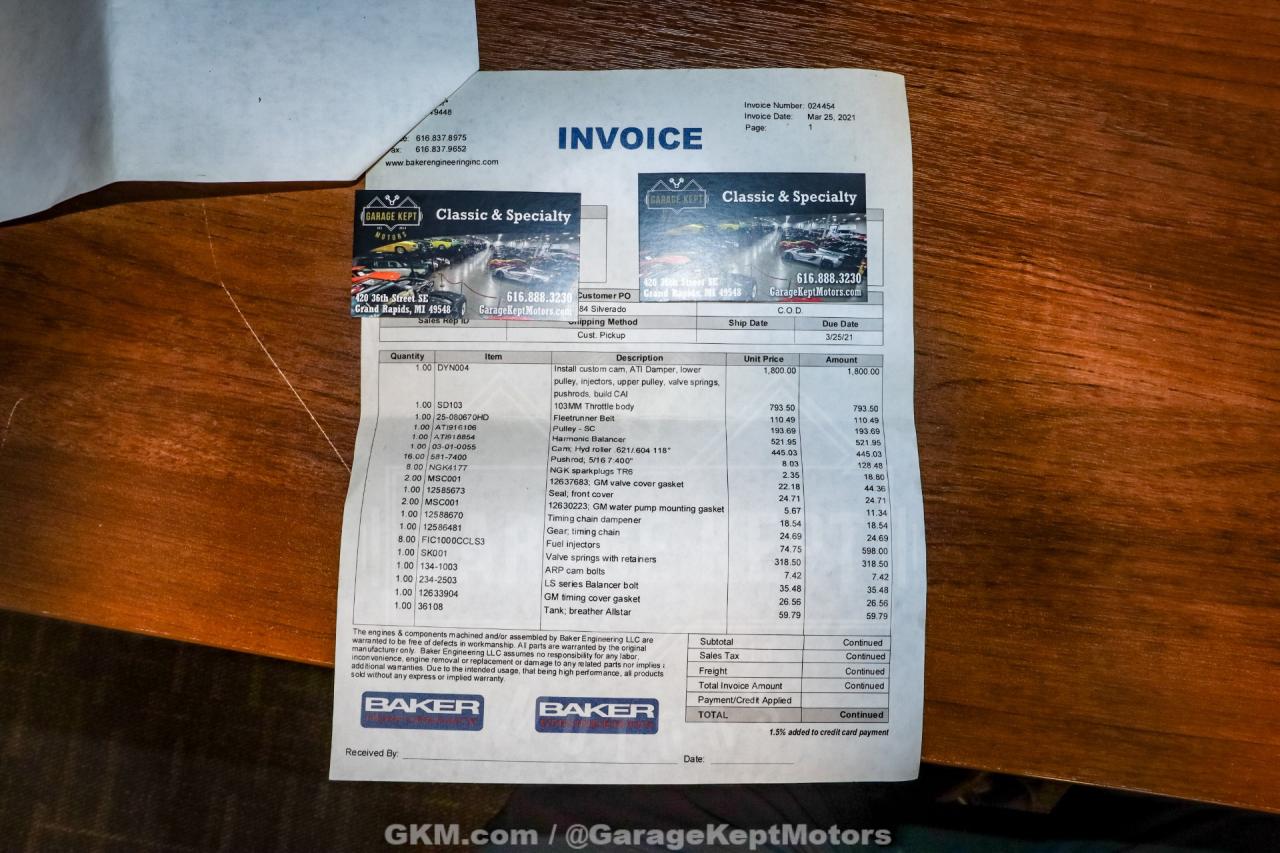 9448
616.837.8975
616.837.9652
www.bakerengineeringinc.com
INVOICE
Invoice Number: 024454
Invoice Date: Mar 25, 2021
Page: 1
GARAGE KEPT
MOTORS
Classic & Specialty
420 36th Street SE
Grand Rapids, MI 49548
616.888.3230
GarageKeptMotors.com
GARAGE KEPT
Classic & Specialty
420 36th Street SE
Grand Rapids, MI 49548
616.888.3230
GarageKeptMotors.com
Customer PO
84 Silverado
C.O.D.
Sales Rep ID Shipping Method Ship Date Due Date
Cust. Pickup 3/25/21
Quantity Item Description Unit Price Amount
1.00 DYN004 Install custom cam, ATI Damper, lower 1,800.00 1,800.00
pulley, injectors, upper pulley, valve springs,
pushrods, build CAI
1.00 SD103 103MM Throttle body 793.50 793.50
1.00 25-080670HD Fleetrunner Belt 110.49 110.49
1.00 ATI916106 Pulley - SC 193.69 193.69
1.00 ATI918854 Harmonic Balancer 521.95 521.95
1.00 03-01-0055 Cam; Hyd roller .621/.604 118° 445.03 445.03
16.00 581-7400 Pushrod; 5/16 7.400" 8.03 128.48
8.00 NGK4177 NGK sparkplugs TR6 2.35 18.80
2.00 MSC001 12637683; GM valve cover gasket 22.18 44.36
1.00 12585673 Seal; front cover 24.71 24.71
2.00 MSC001 12630223; GM water pump mounting gasket 5.67 11.34
1.00 12588670 Timing chain dampener 18.54 18.54
1.00 12586481 Gear; timing chain 24.69 24.69
8.00 FIC1000CCLS3 Fuel injectors 74.75 598.00
1.00 SK001 Valve springs with retainers 318.50 318.50
1.00 134-1003 ARP cam bolts 7.42 7.42
1.00 234-2503 LS series Balancer bolt 35.48 35.48
1.00 12633904 GM timing cover gasket 26.56 26.56
1.00 36108 Tank; breather Allstar 59.79 59.79
The engines & components machined and/or assembled by Baker Engineering LLC are
warranted to be free of defects in workmanship. All parts are warranted by the original
manufacturer only. Baker Engineering LLC assumes no responsibility for any labor,
inconvenience, engine removal or replacement or damage to any related parts nor implies
additional warranties. Due to the intended usage, that being high performance, all products
sold without any express or implied warranty.
Subtotal Continued
Sales Tax Continued
Freight Continued
Total Invoice Amount Continued
Payment/Credit Applied
TOTAL Continued
BAKER
BAKER
1.5% added to credit card payment
Received By:
Date:
GKM.com / @GarageKeptMotors